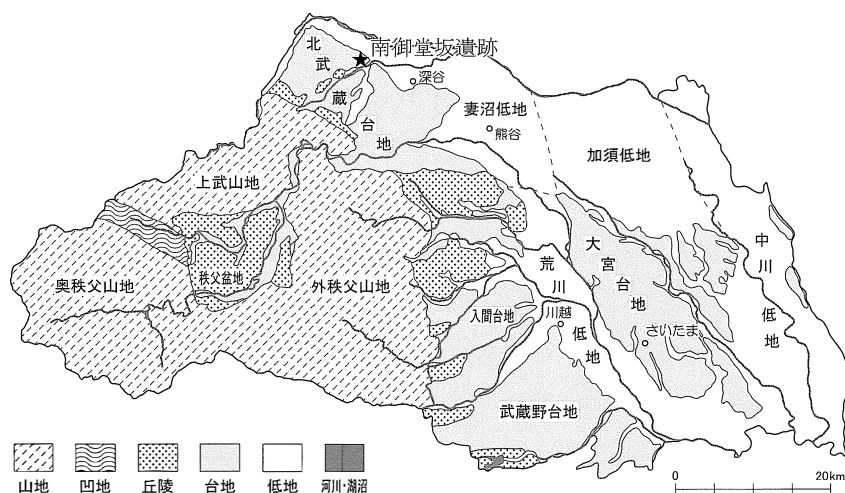 北武蔵台地
南御堂坂遺跡
深谷
妻沼低地
熊谷
加須低地
上武山地
奥秩父山地
秩父盆地
外秩父山地
荒川低地
大宮台地
中川低地
入間台地
川越
さいたま
武蔵野台地
山地
凹地
丘陵
台地
低地
河川・湖沼
0
20km